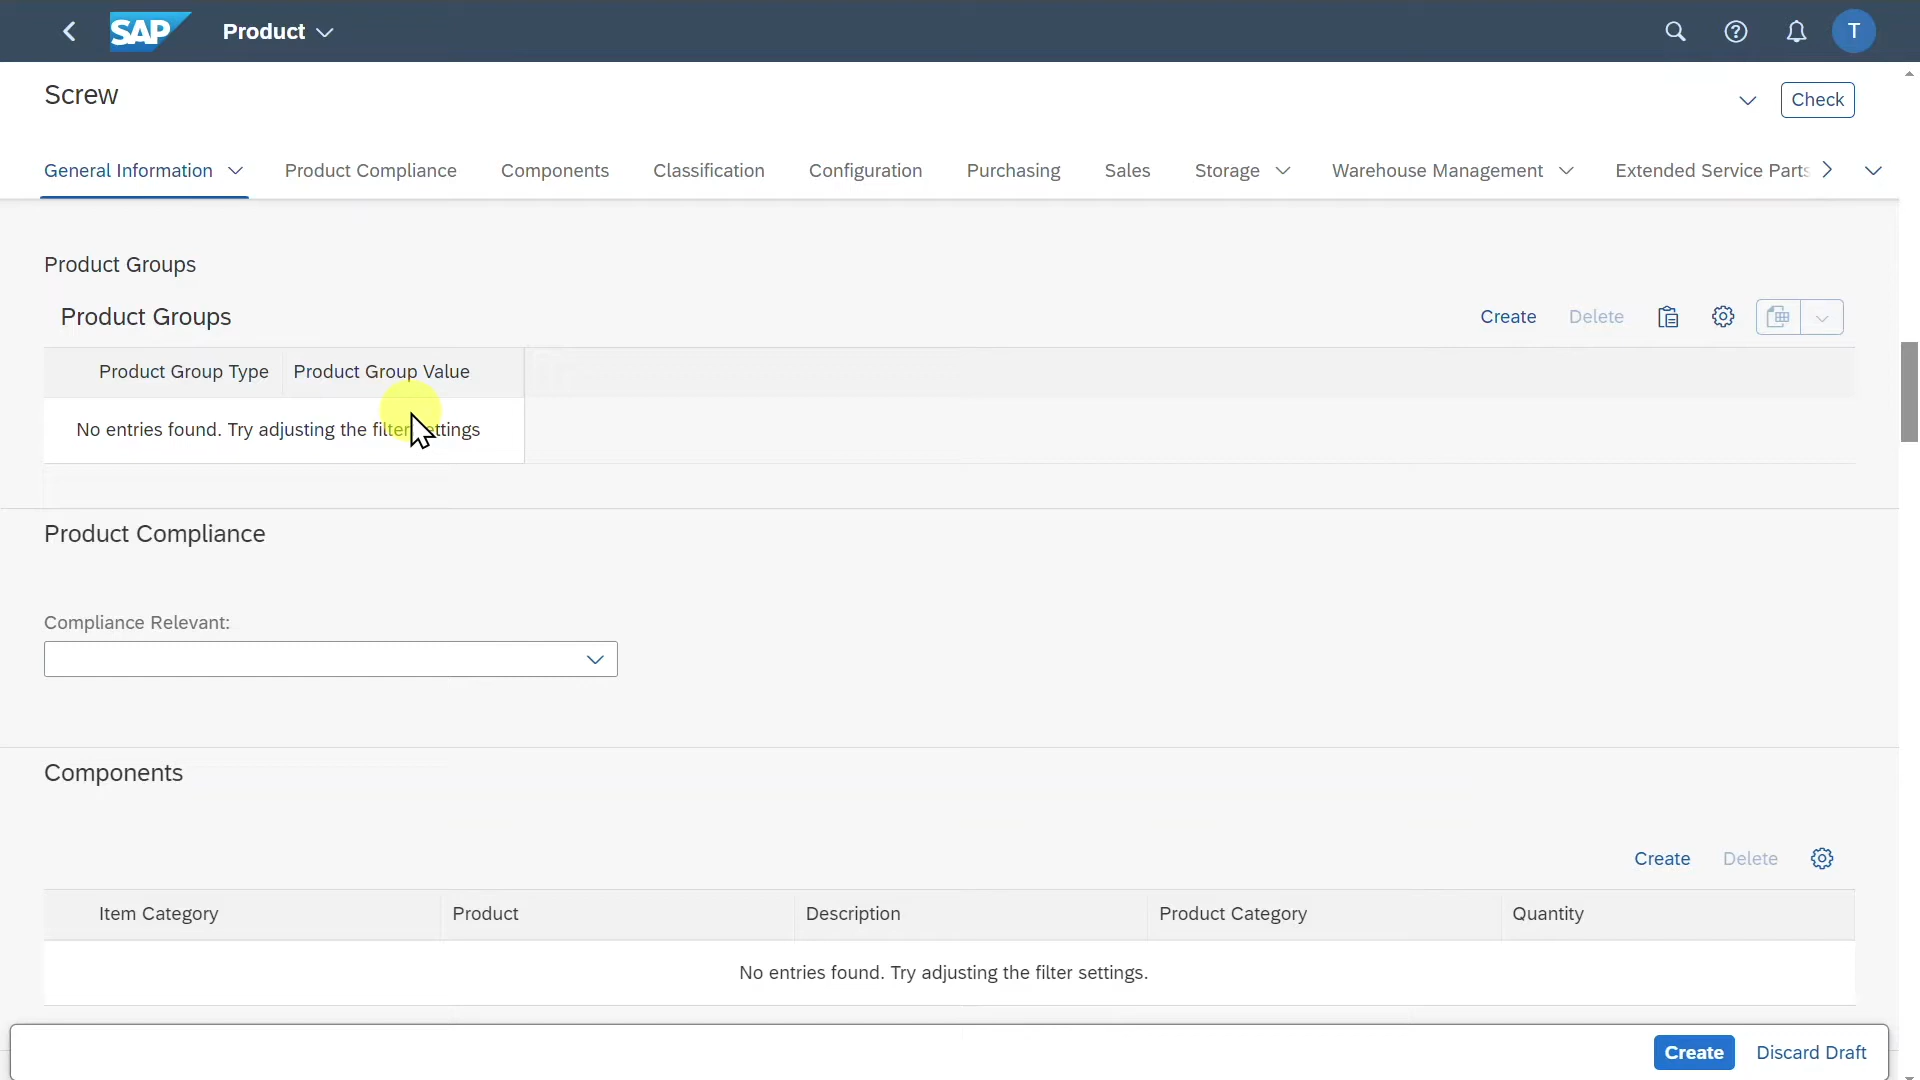 SAP Product
T
Screw
Check
General Information Product Compliance Components Classification Configuration Purchasing Sales Storage Warehouse Management Extended Service Parts
Product Groups
Product Groups
Create Delete
Product Group Type Product Group Value
No entries found. Try adjusting the filter settings
Product Compliance
Compliance Relevant:
Components
Create Delete
Item Category Product Description Product Category Quantity
No entries found. Try adjusting the filter settings.
Create Discard Draft